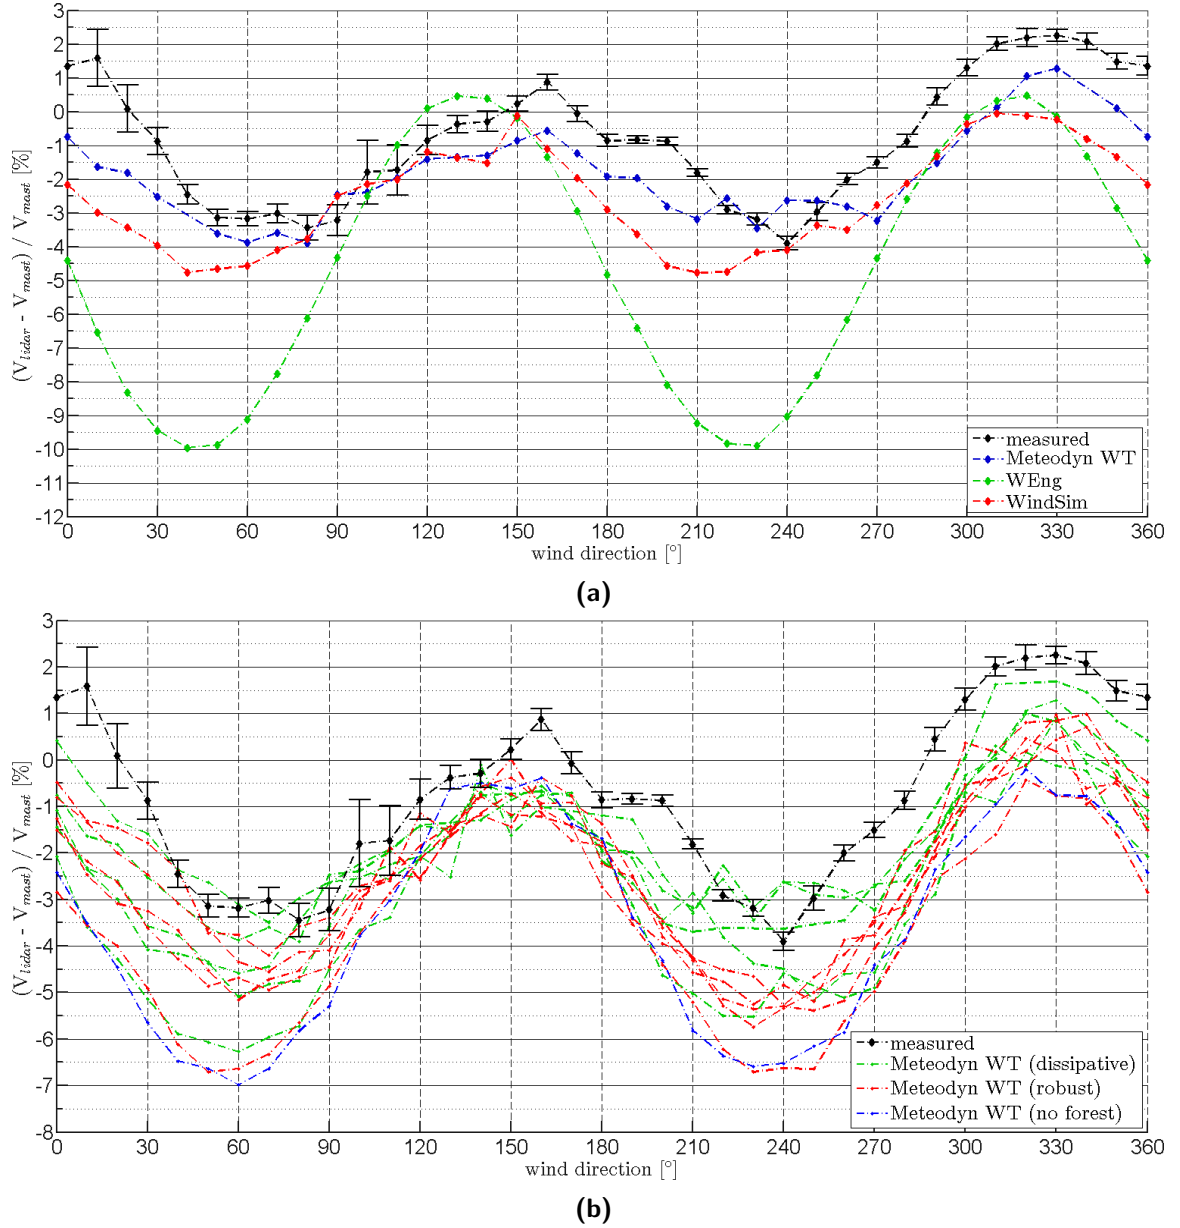 3
2
1
0
-1
-2
-3
-4
-5
-6
-7
-8
-9
-10
-11
-12
(V_lidar - V_mast) / V_mast [%]
measured
Meteodyn WT
WEng
WindSim
0 30 60 90 120 150 180 210 240 270 300 330 360
wind direction [°]
(a)
3
2
1
0
-1
-2
-3
-4
-5
-6
-7
-8
(V_lidar - V_mast) / V_mast [%]
measured
Meteodyn WT (dissipative)
Meteodyn WT (robust)
Meteodyn WT (no forest)
0 30 60 90 120 150 180 210 240 270 300 330 360
wind direction [°]
(b)